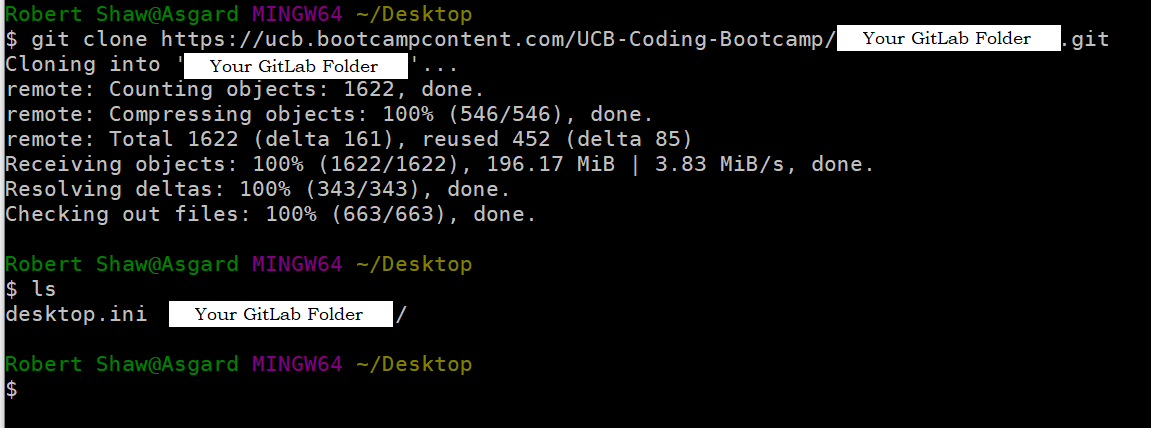 Robert Shaw@Asgard MINGW64 ~/Desktop
$ git clone https://ucb.bootcampcontent.com/UCB-Coding-Bootcamp/ Your GitLab Folder .git
Cloning into ' Your GitLab Folder '...
remote: Counting objects: 1622, done.
remote: Compressing objects: 100% (546/546), done.
remote: Total 1622 (delta 161), reused 452 (delta 85)
Receiving objects: 100% (1622/1622), 196.17 MiB | 3.83 MiB/s, done.
Resolving deltas: 100% (343/343), done.
Checking out files: 100% (663/663), done.
Robert Shaw@Asgard MINGW64 ~/Desktop
$ ls
desktop.ini Your GitLab Folder /
Robert Shaw@Asgard MINGW64 ~/Desktop
$